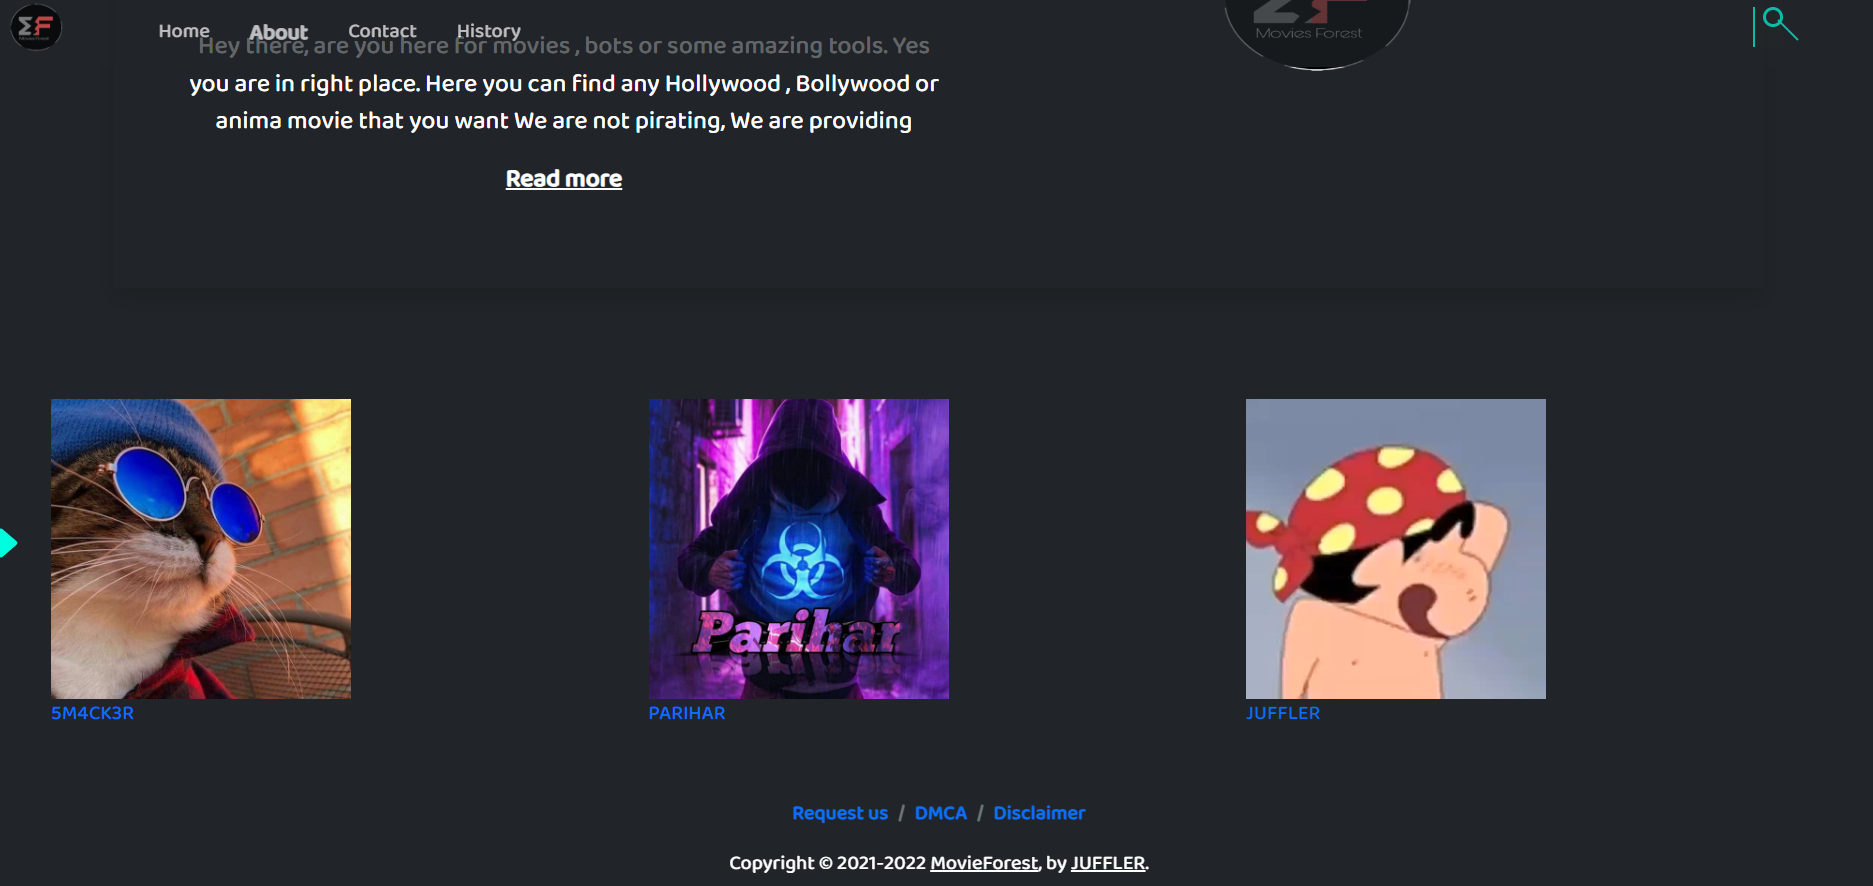 ΣF
Home About Contact History
Movies Forest
Hey there, are you here for movies , bots or some amazing tools. Yes
you are in right place. Here you can find any Hollywood , Bollywood or
anima movie that you want We are not pirating, We are providing
Read more
Parihar
5M4CK3R
PARIHAR
JUFFLER
Request us / DMCA / Disclaimer
Copyright © 2021-2022 MovieForest, by JUFFLER.